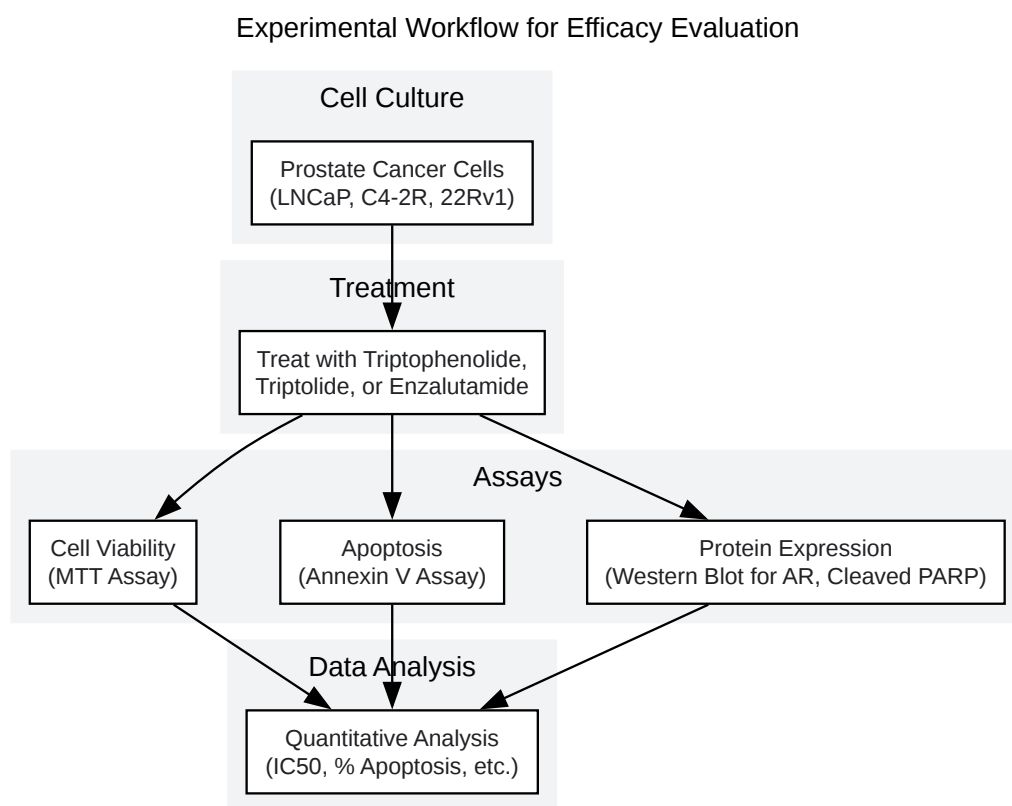 Experimental Workflow for Efficacy Evaluation
Cell Culture
Prostate Cancer Cells
(LNCaP, C4-2R, 22Rv1)
Treatment
Treat with Triptophenolide,
Triptolide, or Enzalutamide
Assays
Cell Viability
(MTT Assay)
Apoptosis
(Annexin V Assay)
Protein Expression
(Western Blot for AR, Cleaved PARP)
Data Analysis
Quantitative Analysis
(IC50, % Apoptosis, etc.)